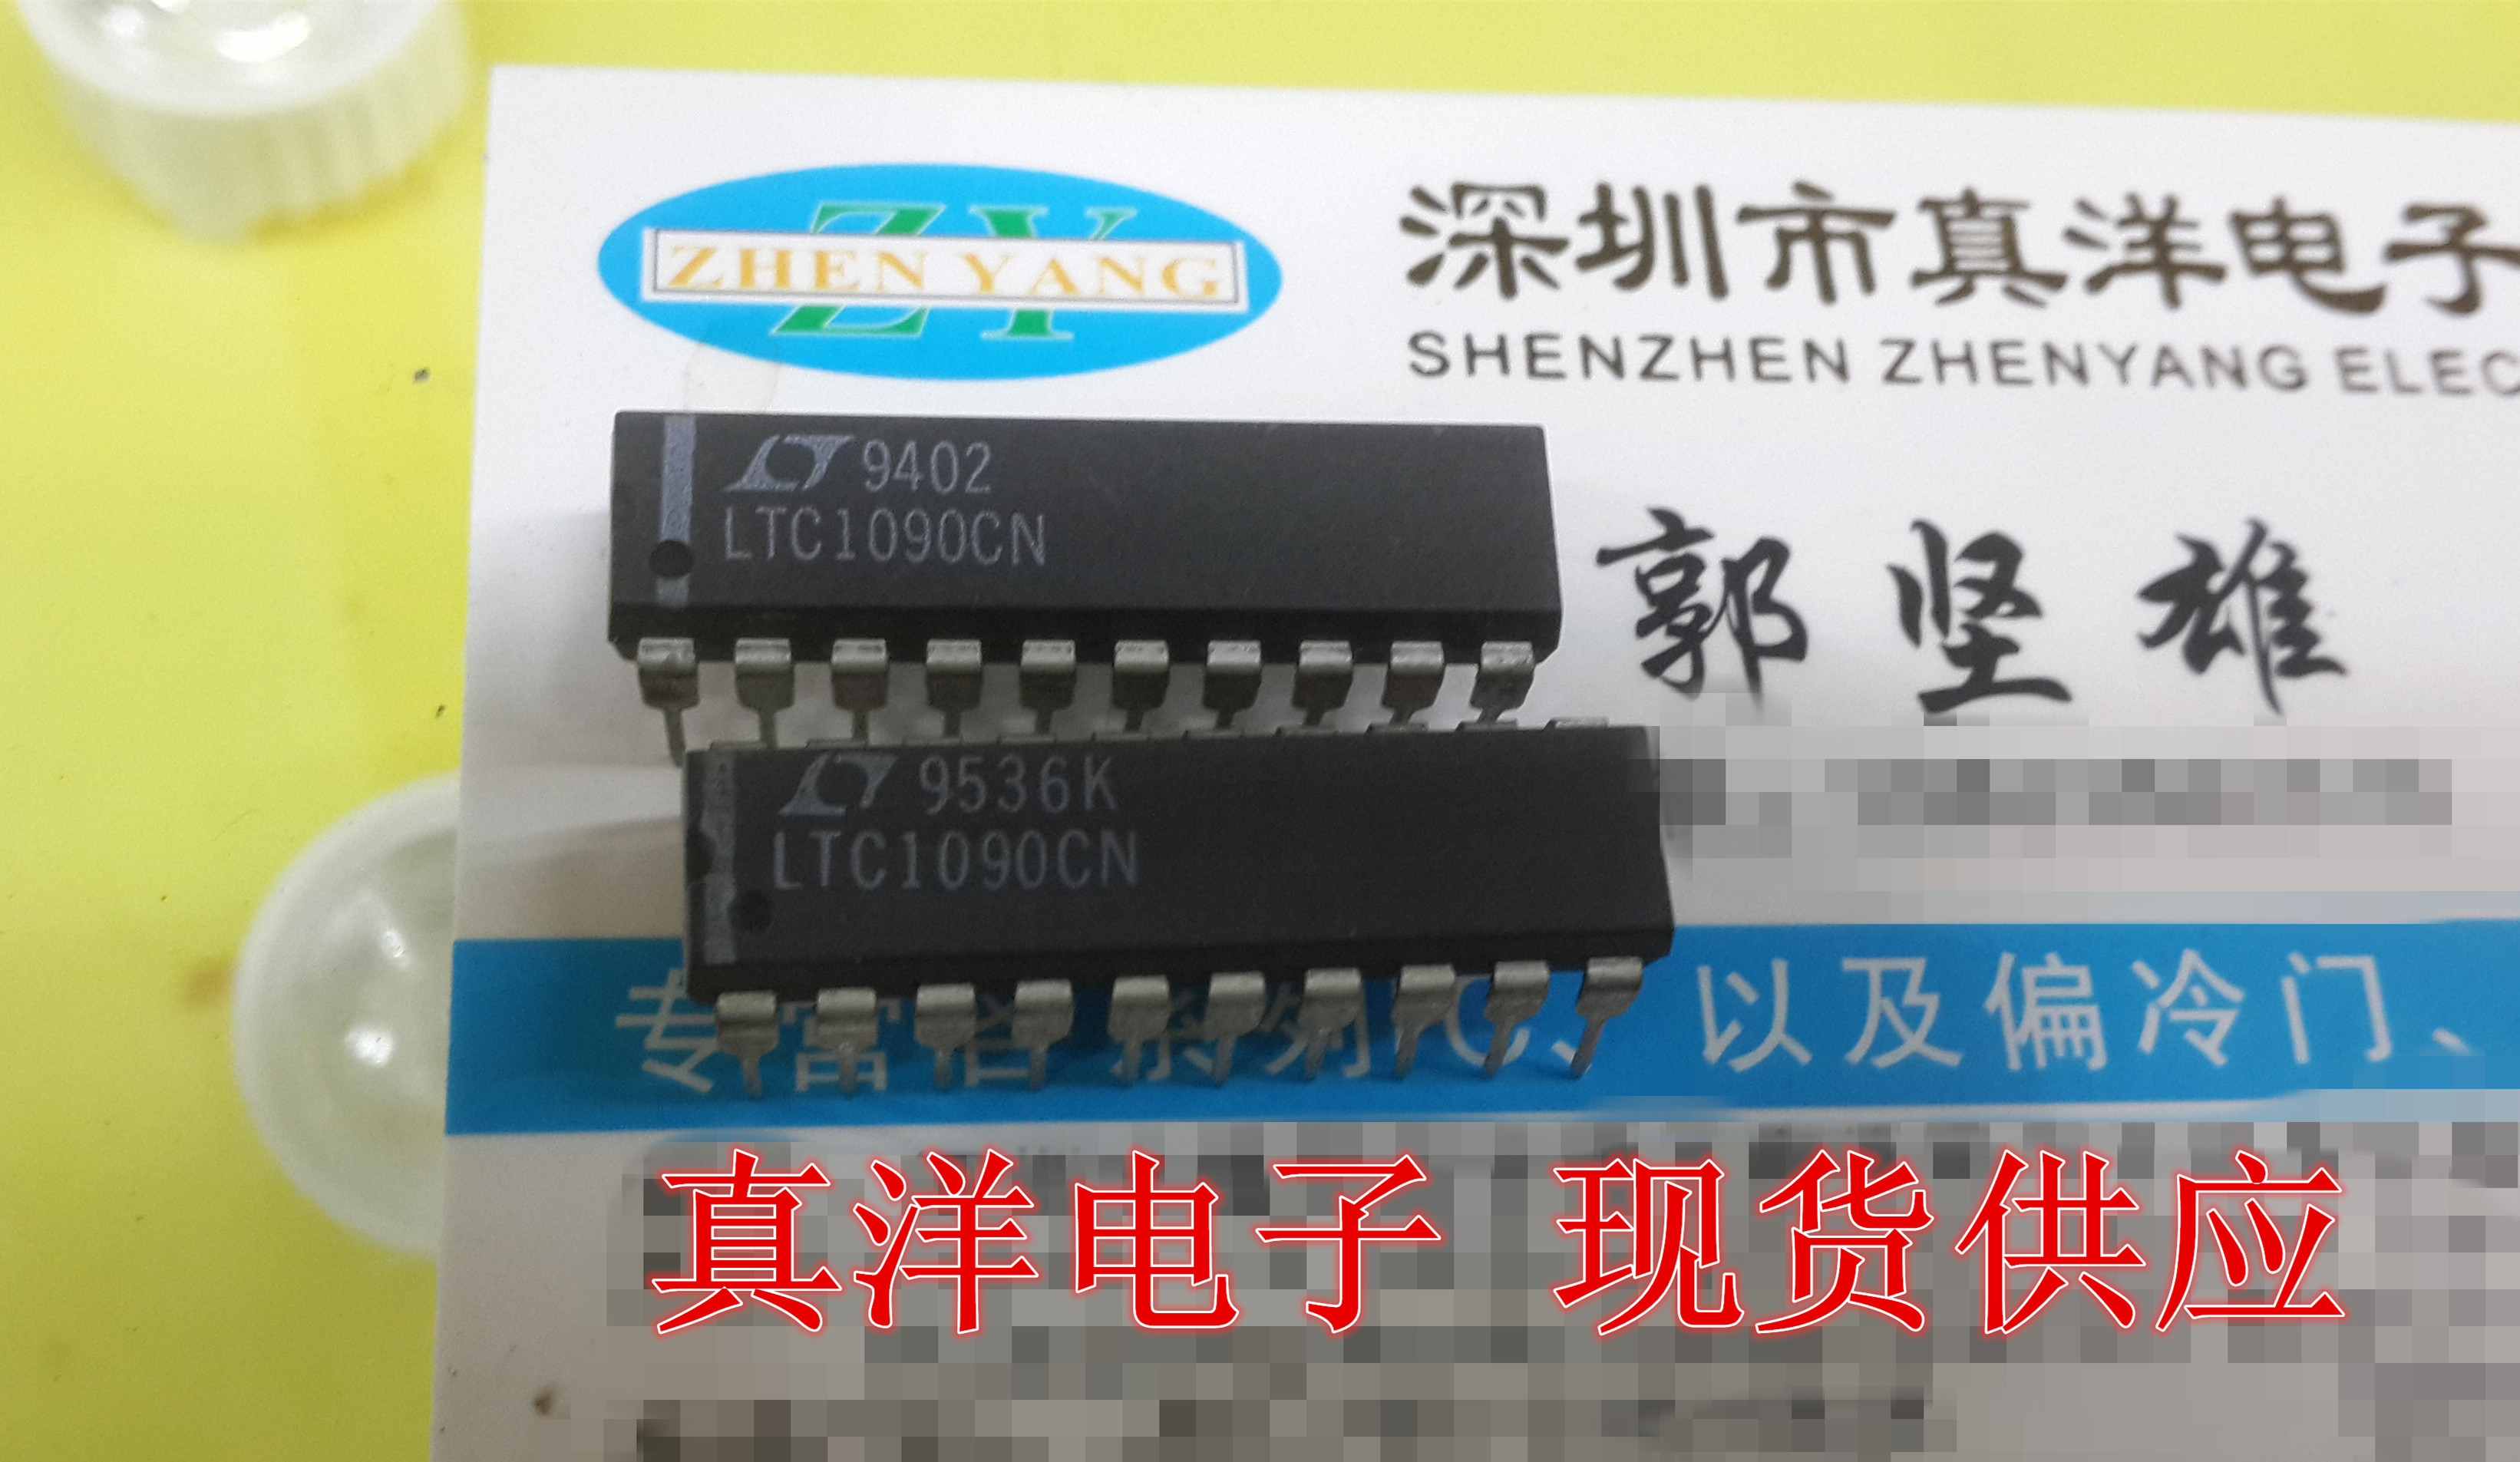 ZY
ZHEN YANG
深圳市真洋电子
SHENZHEN ZHENYANG ELEC
9402
LTC1090CN
郭坚雄
9536K
LTC1090CN
以及偏冷门、
真洋电子 现货供应